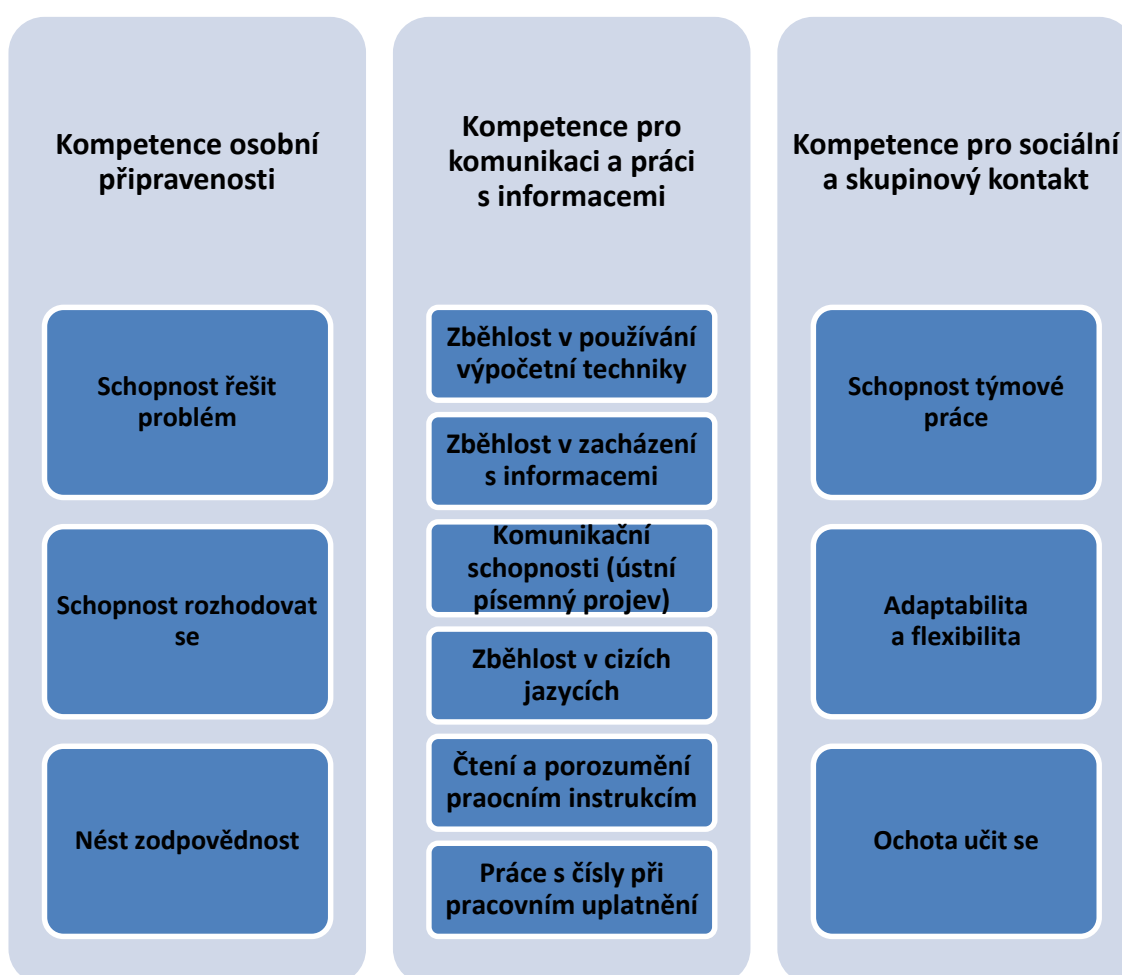 Kompetence osobní
připravenosti
Schopnost řešit
problém
Schopnost rozhodovat
se
Nést zodpovědnost
Kompetence pro
komunikaci a práci
s informacemi
Zběhlost v používání
výpočetní techniky
Zběhlost v zacházení
s informacemi
Komunikační
schopnosti (ústní
písemný projev)
Zběhlost v cizích
jazycích
Čtení a porozumění
praocním instrukcím
Práce s čísly při
pracovním uplatnění
Kompetence pro sociální
a skupinový kontakt
Schopnost týmové
práce
Adaptabilita
a flexibilita
Ochota učit se